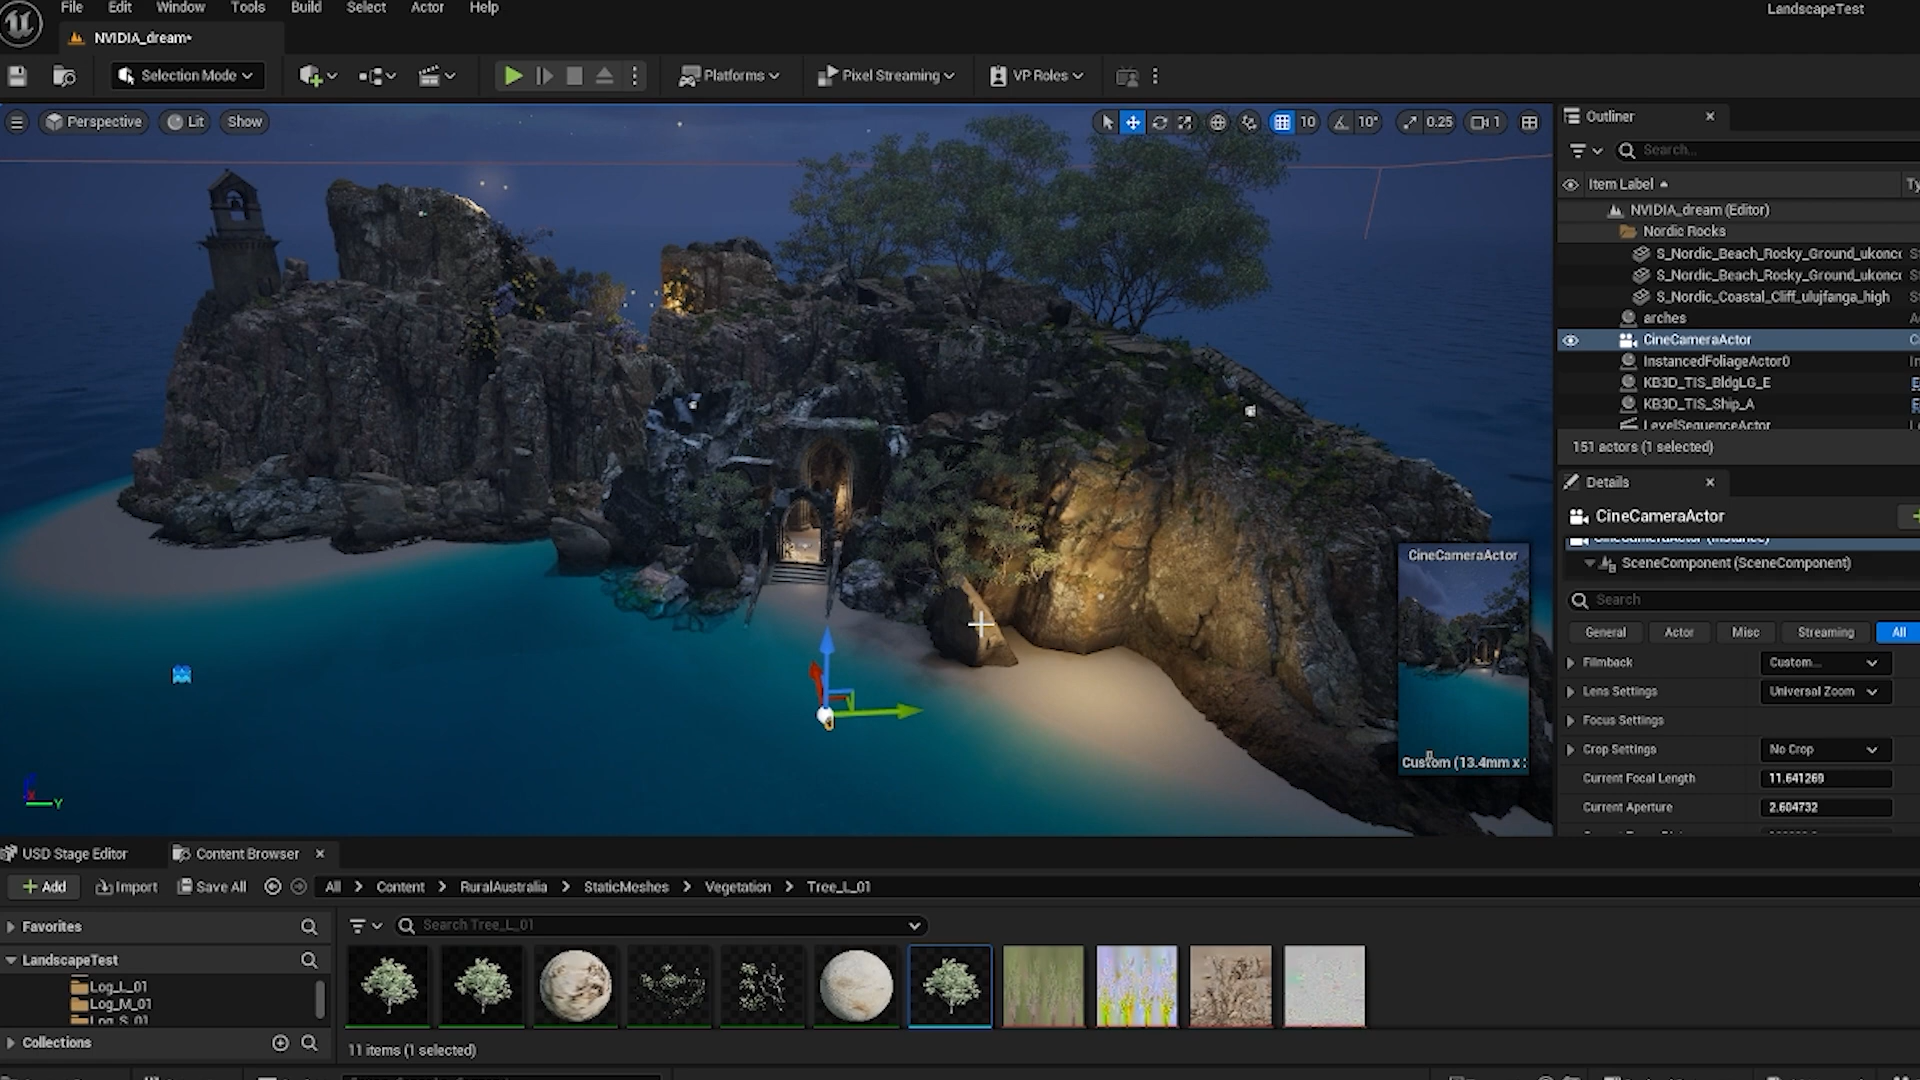 File Edit Window Tools Build Select Actor Help
LandscapeTest
NVIDIA_dream*
Selection Mode
Platforms
Pixel Streaming
VP Roles
Perspective Lit Show
10 10° 0.25 1
Outliner
Search...
Item Label
NVIDIA_dream (Editor)
Nordic Rocks
S_Nordic_Beach_Rocky_Ground_ukonc
S_Nordic_Beach_Rocky_Ground_ukonc
S_Nordic_Coastal_Cliff_ulujfanga_high
arches
CineCameraActor
InstancedFoliageActor0
KB3D_TIS_BldgLG_E
KB3D_TIS_Ship_A
LevelSequenceActor
151 actors (1 selected)
Details
CineCameraActor
SceneComponent (SceneComponent)
Search
General Actor Misc Streaming All
Filmback Custom...
Lens Settings Universal Zoom
Focus Settings
Crop Settings No Crop
Current Focal Length 11.641269
Current Aperture 2.604732
CineCameraActor
Custom (13.4mm x
Y
USD Stage Editor
Content Browser
Add Import Save All
All > Content > RuralAustralia > StaticMeshes > Vegetation > Tree_L_01
Favorites
Search Tree_L_01
LandscapeTest
Log_L_01
Log_M_01
Log_S_01
Collections
11 items (1 selected)